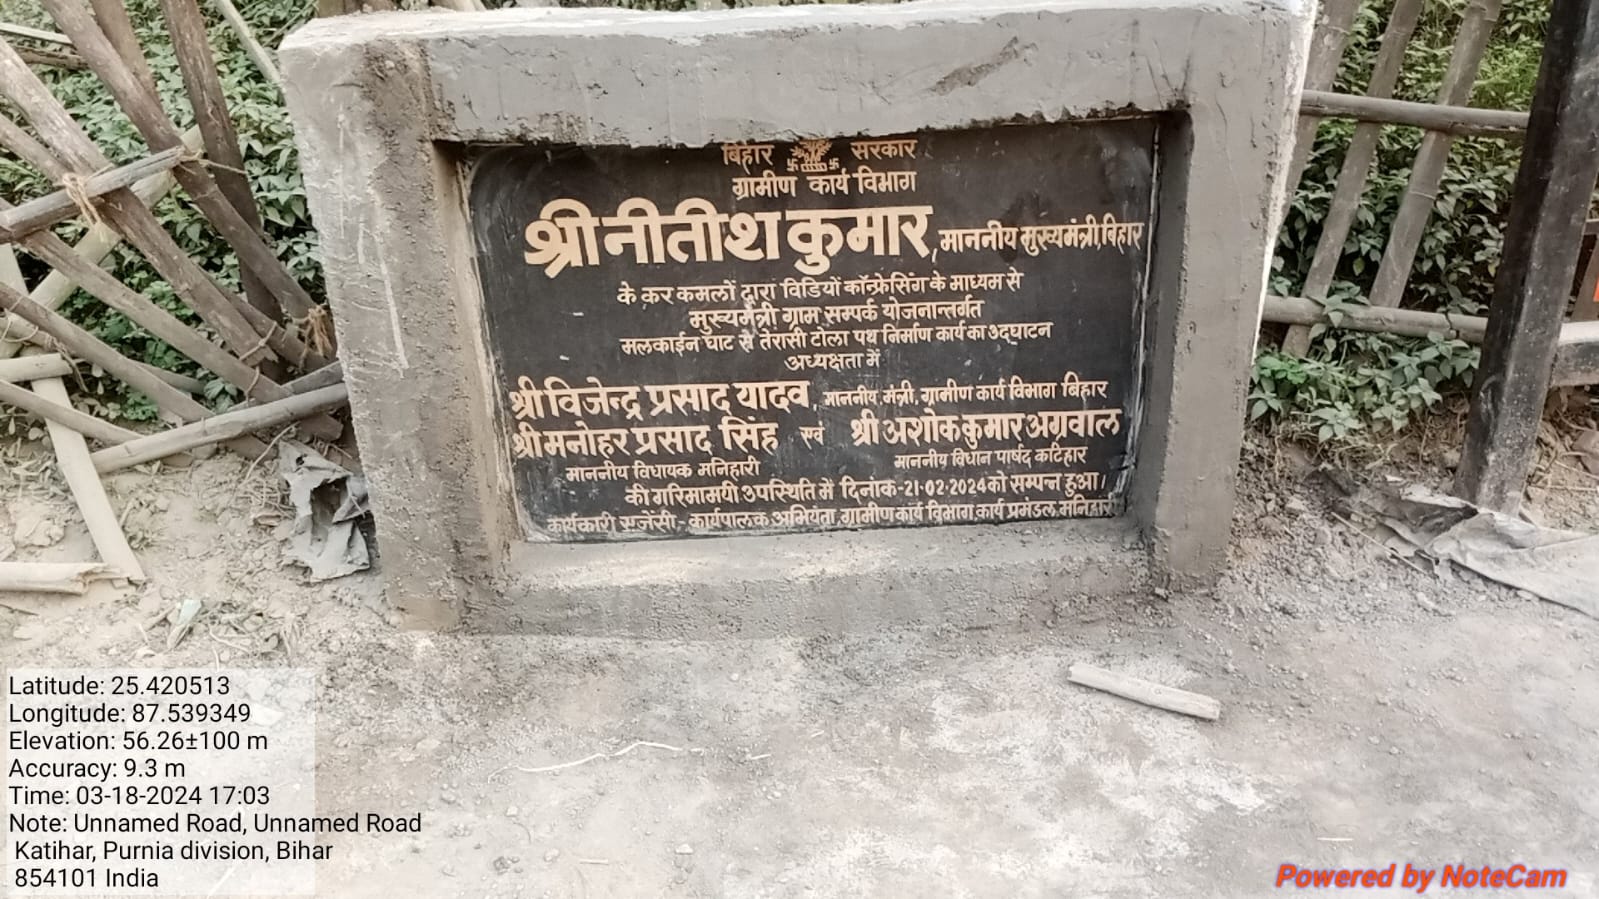 बिहार सरकार
ग्रामीण कार्य विभाग
श्री नीतीश कुमार, माननीय मुख्यमंत्री, बिहार
के कर कमलों द्वारा विडियों कॉन्फ्रेसिंग के माध्यम से
मुख्यमंत्री ग्राम सम्पर्क योजनान्तर्गत
मलकाईन घाट से तेरासी टोला पथ निर्माण कार्य का उद्घाटन
अध्यक्षता में
श्री विजेन्द्र प्रसाद यादव, माननीय, मंत्री, ग्रामीण कार्य विभाग बिहार
श्री मनोहर प्रसाद सिंह एवं श्री अशोक कुमार अग्रवाल
माननीय विधायक मनिहारी माननीय विधान पार्षद कटिहार
की गरिमामयी उपस्थिति में दिनांक-21.02.2024 को सम्पन्न हुआ।
कार्यकारी एजेंसी,- कार्यपालक अभियंता, ग्रामीण कार्य विभाग, कार्य प्रमंडल, मनिहारी
Latitude: 25.420513
Longitude: 87.539349
Elevation: 56.26±100 m
Accuracy: 9.3 m
Time: 03-18-2024 17:03
Note: Unnamed Road, Unnamed Road
Katihar, Purnia division, Bihar
854101 India
Powered by NoteCam